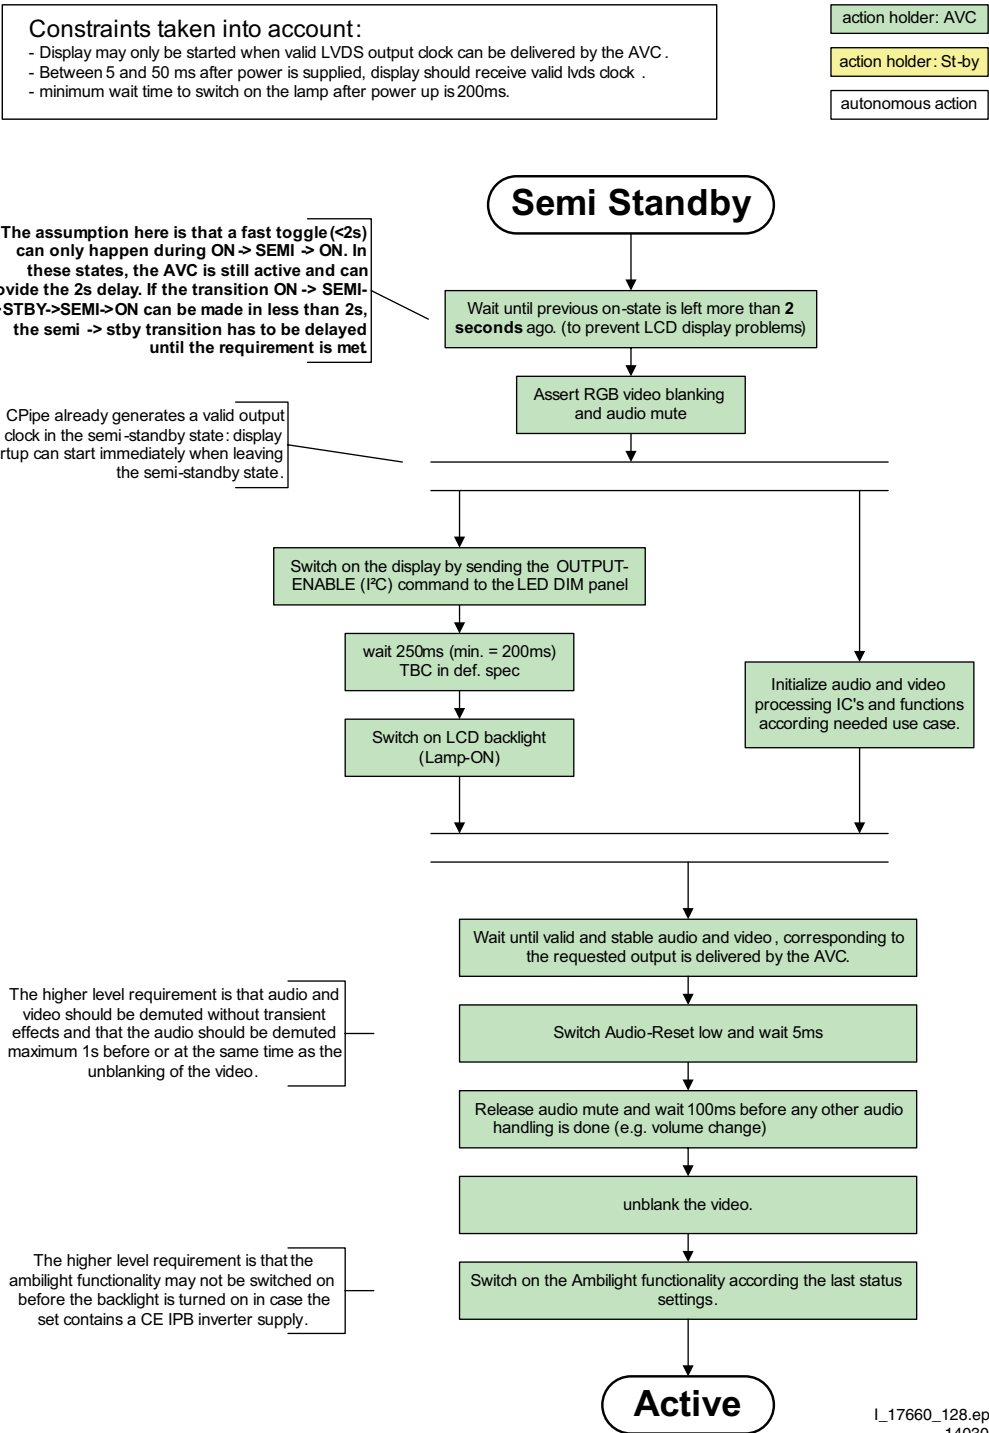 Constraints taken into account:
- Display may only be started when valid LVDS output clock can be delivered by the AVC.
- Between 5 and 50 ms after power is supplied, display should receive valid lvds clock.
- minimum wait time to switch on the lamp after power up is 200ms.
action holder: AVC
action holder: St-by
autonomous action
Semi Standby
The assumption here is that a fast toggle (<2s)
can only happen during ON -> SEMI -> ON. In
these states, the AVC is still active and can
the 2s delay. If the transition ON -> SEMI-
>STBY->SEMI->ON can be made in less than 2s,
the semi -> stby transition has to be delayed
until the requirement is met
Wait until previous on-state is left more than 2
seconds ago. (to prevent LCD display problems)
Assert RGB video blanking
and audio mute
CPipe already generates a valid output
clock in the semi-standby state: display
can start immediately when leaving
the semi-standby state.
Switch on the display by sending the OUTPUT-
ENABLE (I²C) command to the LED DIM panel
wait 250ms (min. = 200ms)
TBC in def. spec
Switch on LCD backlight
(Lamp-ON)
Initialize audio and video
processing IC's and functions
according needed use case.
Wait until valid and stable audio and video, corresponding to
the requested output is delivered by the AVC.
The higher level requirement is that audio and
video should be demuted without transient
effects and that the audio should be demuted
maximum 1s before or at the same time as the
unblanking of the video.
Switch Audio-Reset low and wait 5ms
Release audio mute and wait 100ms before any other audio
handling is done (e.g. volume change)
unblank the video.
The higher level requirement is that the
ambilight functionality may not be switched on
before the backlight is turned on in case the
set contains a CE IPB inverter supply.
Switch on the Ambilight functionality according the last status
settings.
Active
I_17660_128.ep